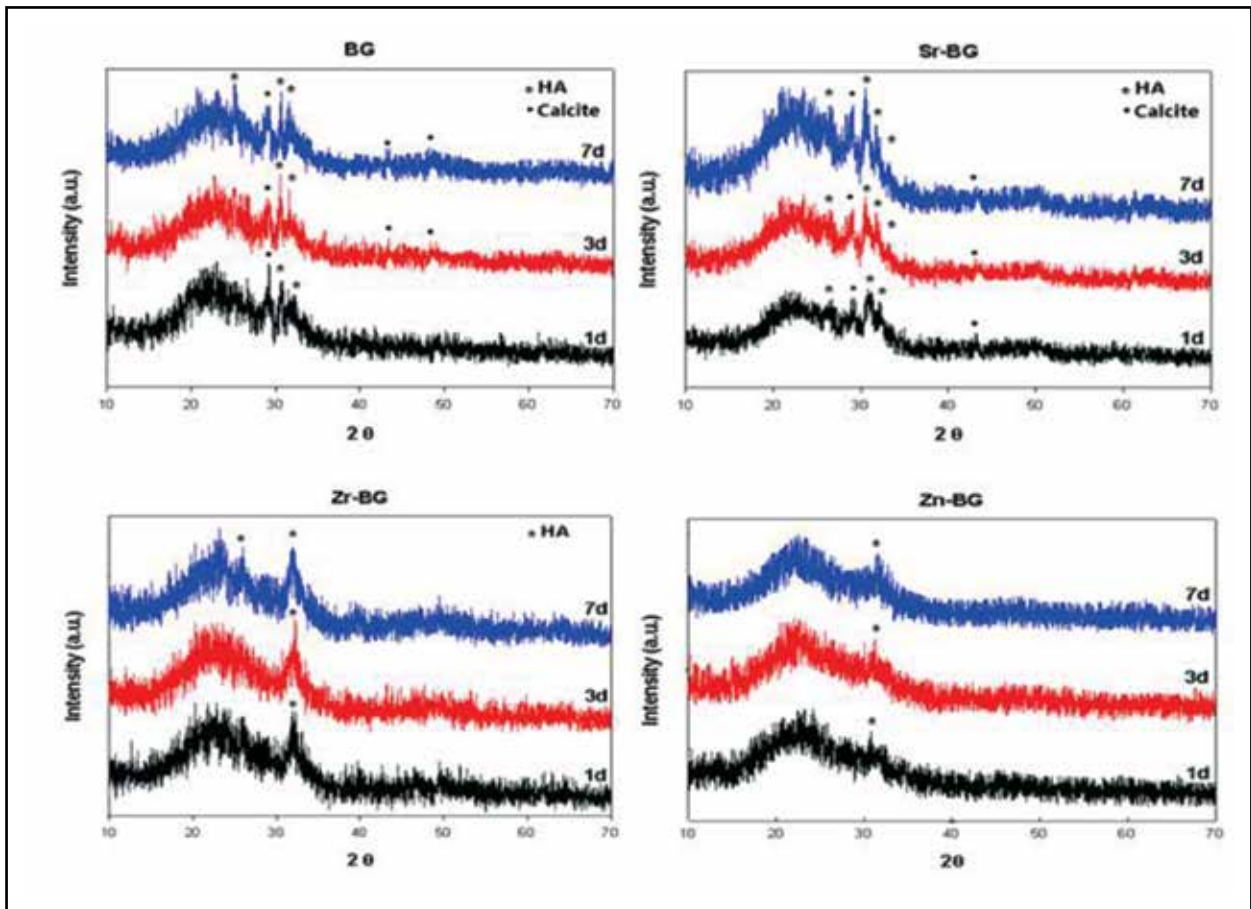 BG
• HA
• Calcite
7d
3d
1d
Intensity (a.u.)
10 20 30 40 50 60 70
2 θ
Sr-BG
• HA
• Calcite
7d
3d
1d
Intensity (a.u.)
10 20 30 40 50 60 70
2 θ
Zr-BG
• HA
7d
3d
1d
Intensity (a.u.)
10 20 30 40 50 60 70
2 θ
Zn-BG
7d
3d
1d
Intensity (a.u.)
10 20 30 40 50 60 70
2θ